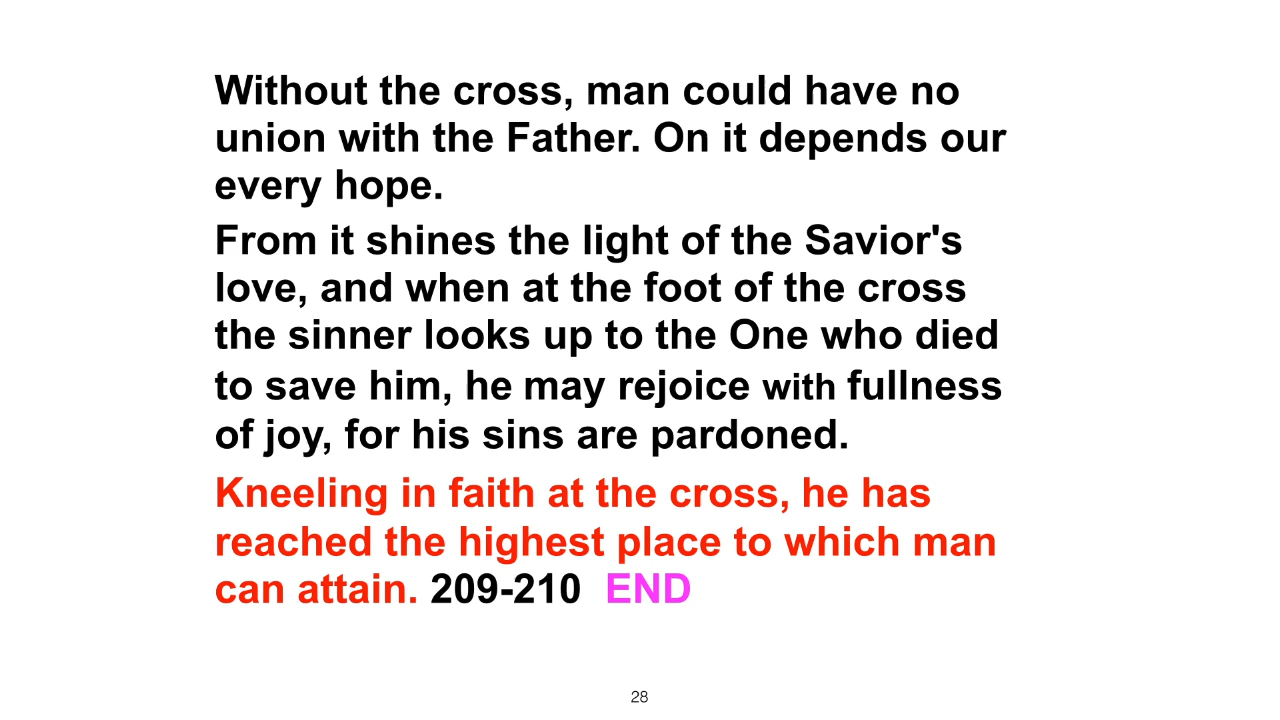 Without the cross, man could have no
union with the Father. On it depends our
every hope.
From it shines the light of the Savior's
love, and when at the foot of the cross
the sinner looks up to the One who died
to save him, he may rejoice with fullness
of joy, for his sins are pardoned.
Kneeling in faith at the cross, he has
reached the highest place to which man
can attain. 209-210 END
28